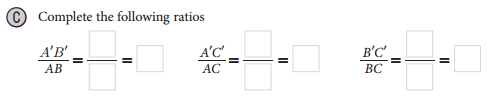 C Complete the following ratios
A'B'/AB = = A'C'/AC = = B'C'/BC = =